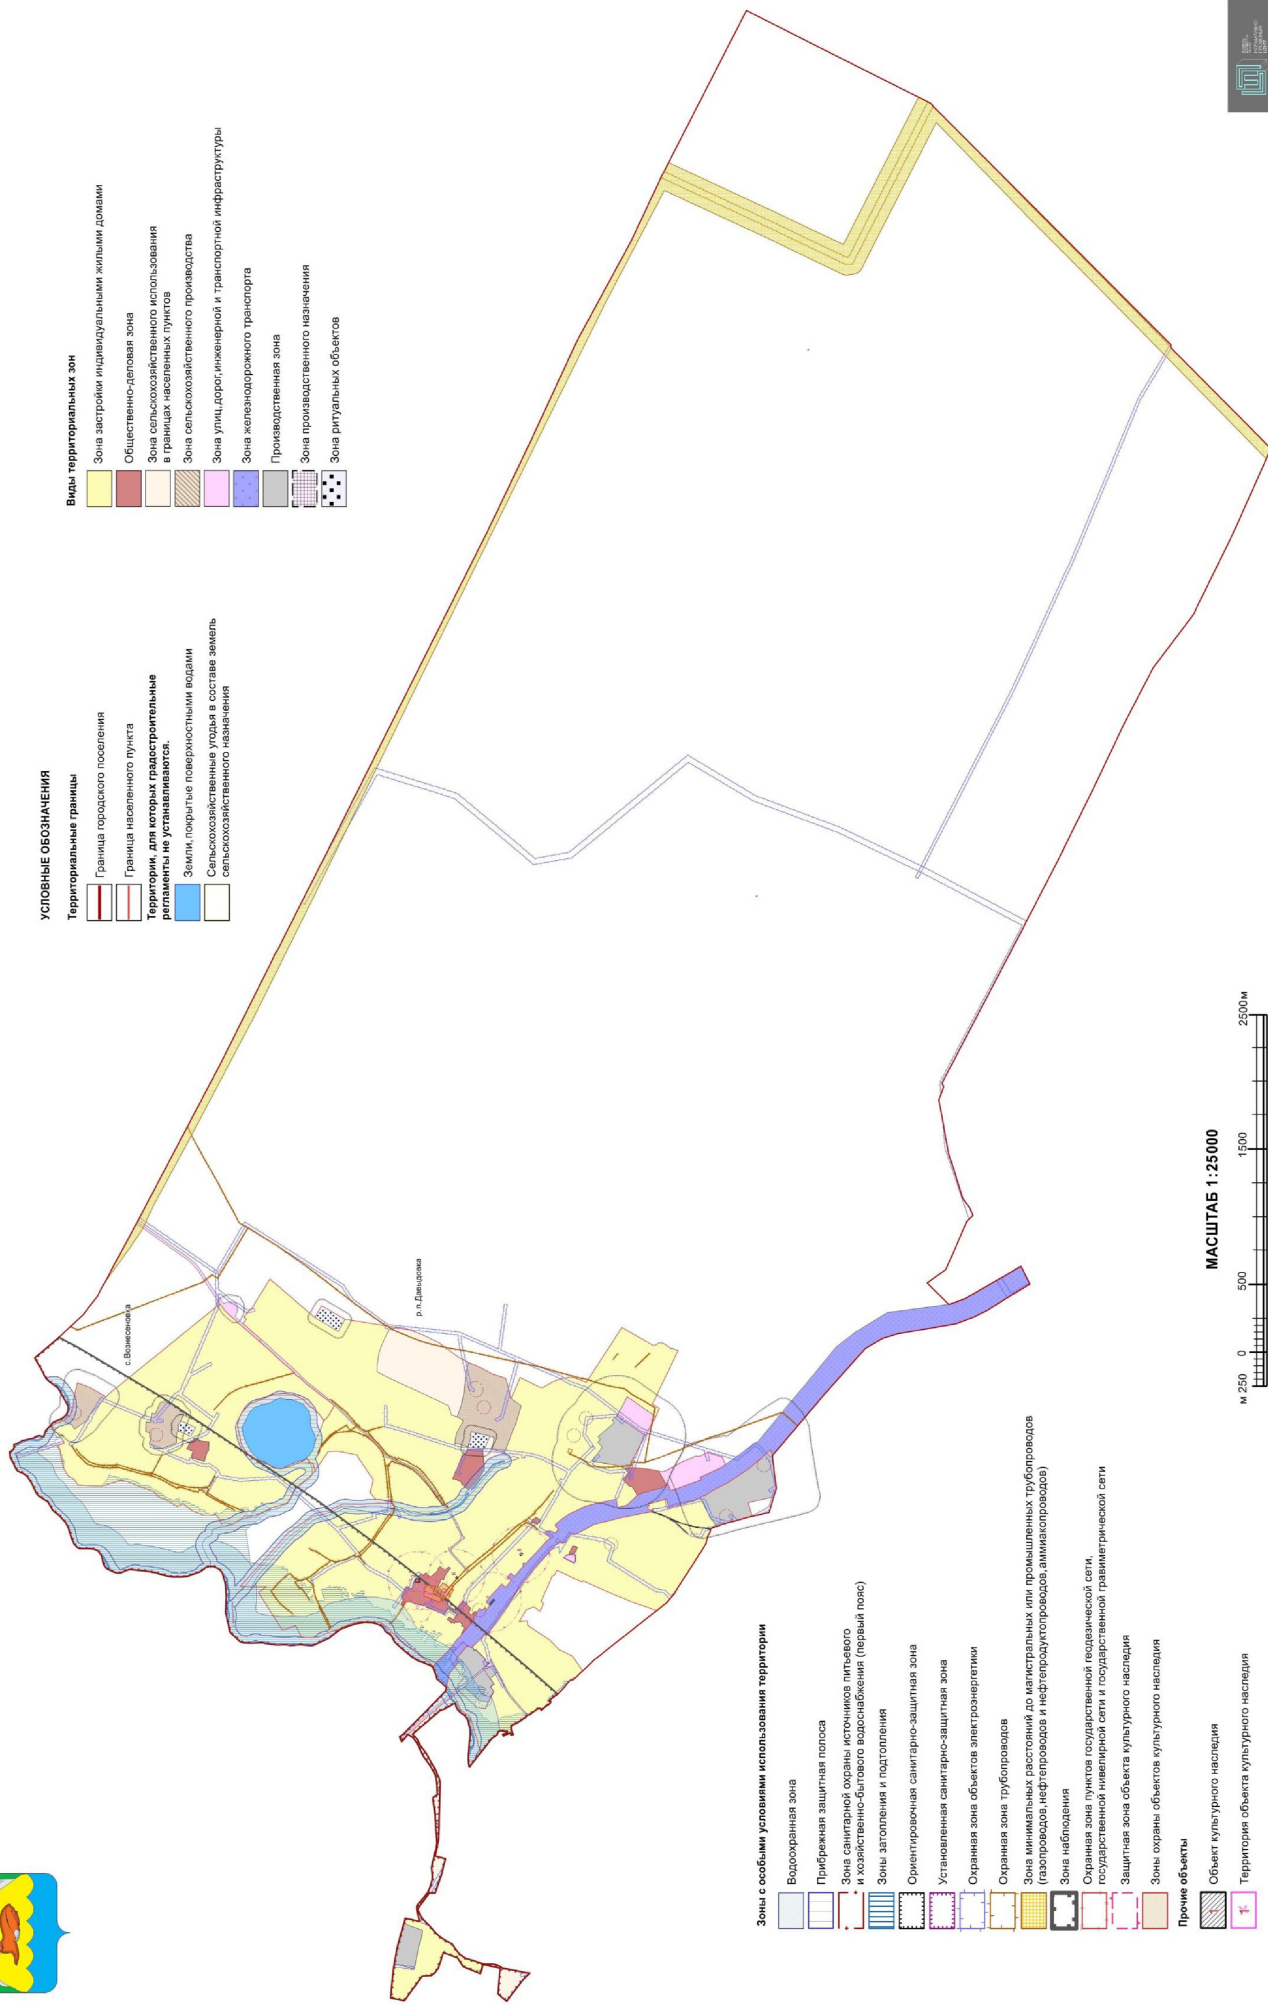 УСЛОВНЫЕ ОБОЗНАЧЕНИЯ
Территориальные границы
Граница городского поселения
Граница населенного пункта
Территории, для которых градостроительные
регламенты не устанавливаются.
Земли, покрытые поверхностными водами
Сельскохозяйственные угодья в составе земель
сельскохозяйственного назначения
Виды территориальных зон
Зона застройки индивидуальными жилыми домами
Общественно-деловая зона
Зона сельскохозяйственного использования
в границах населенных пунктов
Зона сельскохозяйственного производства
Зона улиц, дорог, инженерной и транспортной инфраструктуры
Зона железнодорожного транспорта
Производственная зона
Зона производственного назначения
Зона ритуальных объектов
с.Вознесеновка
р.п.Давыдовка
Зоны с особыми условиями использования территории
Водоохранная зона
Прибрежная защитная полоса
Зона санитарной охраны источников питьевого
и хозяйственно-бытового водоснабжения (первый пояс)
Зоны затопления и подтопления
Ориентировочная санитарно-защитная зона
Установленная санитарно-защитная зона
Охранная зона объектов электроэнергетики
Охранная зона трубопроводов
Зона минимальных расстояний до магистральных или промышленных трубопроводов
(газопроводов, нефтепроводов и нефтепродуктопроводов, аммиакопроводов)
Зона наблюдения
Охранная зона пунктов государственной геодезической сети,
государственной нивелирной сети и государственной гравиметрической сети
Защитная зона объекта культурного наследия
Зоны охраны объектов культурного наследия
Прочие объекты
Объект культурного наследия
Территория объекта культурного наследия
МАСШТАБ 1:25000
м 250 0 500 1500 2500м